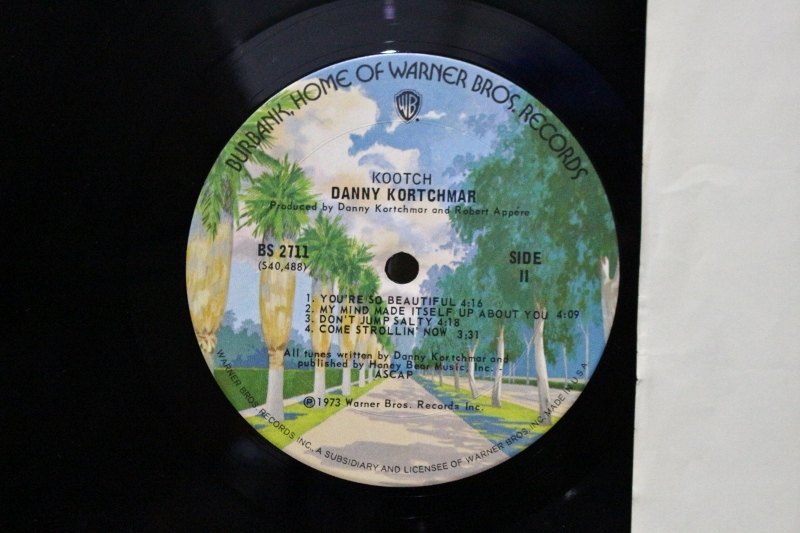 BURBANK, HOME OF WARNER BROS. RECORDS
WB
KOOTCH
DANNY KORTCHMAR
Produced by Danny Kortchmar and Robert Appère
BS 2711
(S40,488)
SIDE
II
1. YOU'RE SO BEAUTIFUL 4:16
2. MY MIND MADE ITSELF UP ABOUT YOU 4:09
3. DON'T JUMP SALTY 4:18
4. COME STROLLIN' NOW 3:31
All tunes written by Danny Kortchmar and
published by Honey Bear Music, Inc. -
ASCAP
℗1973 Warner Bros. Records Inc.
WARNER BROS. RECORDS INC., A SUBSIDIARY AND LICENSEE OF WARNER BROS. INC. MADE IN U.S.A.